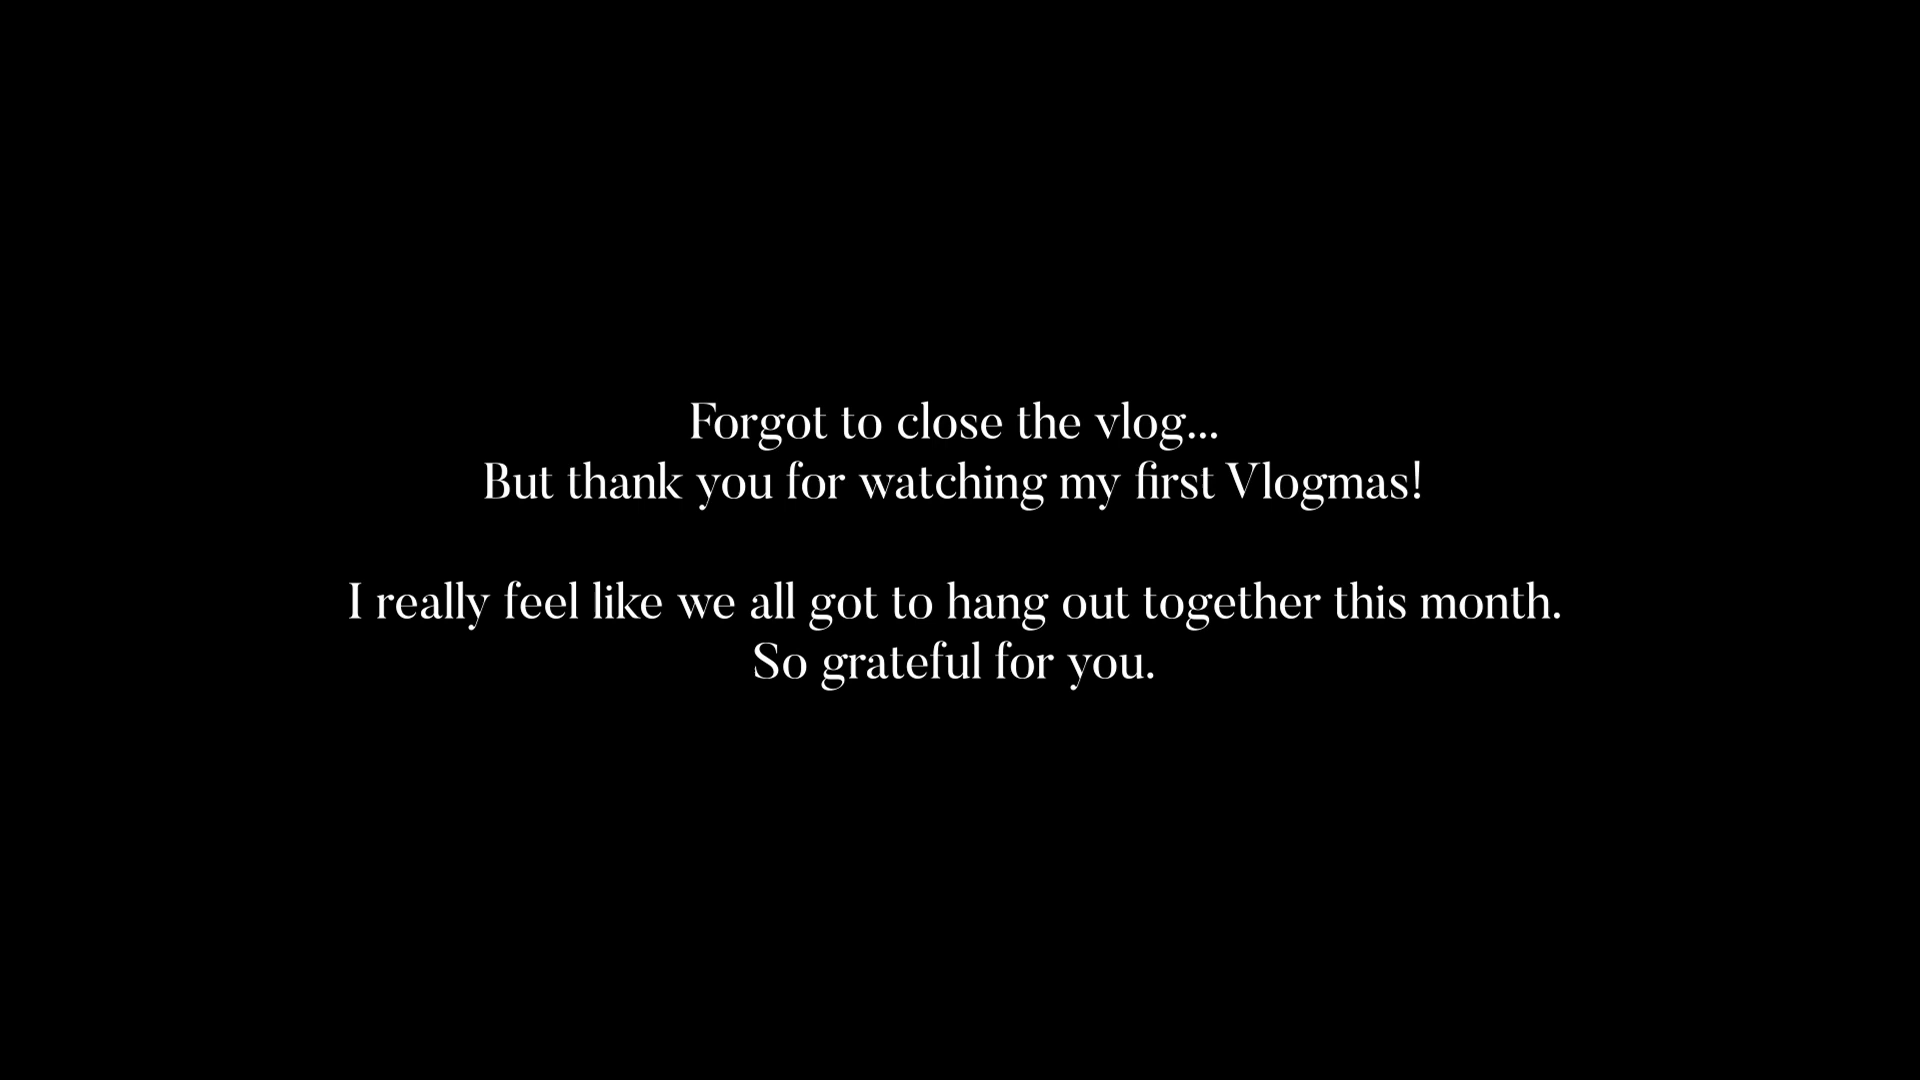 Forgot to close the vlog...
But thank you for watching my first Vlogmas!
I really feel like we all got to hang out together this month.
So grateful for you.